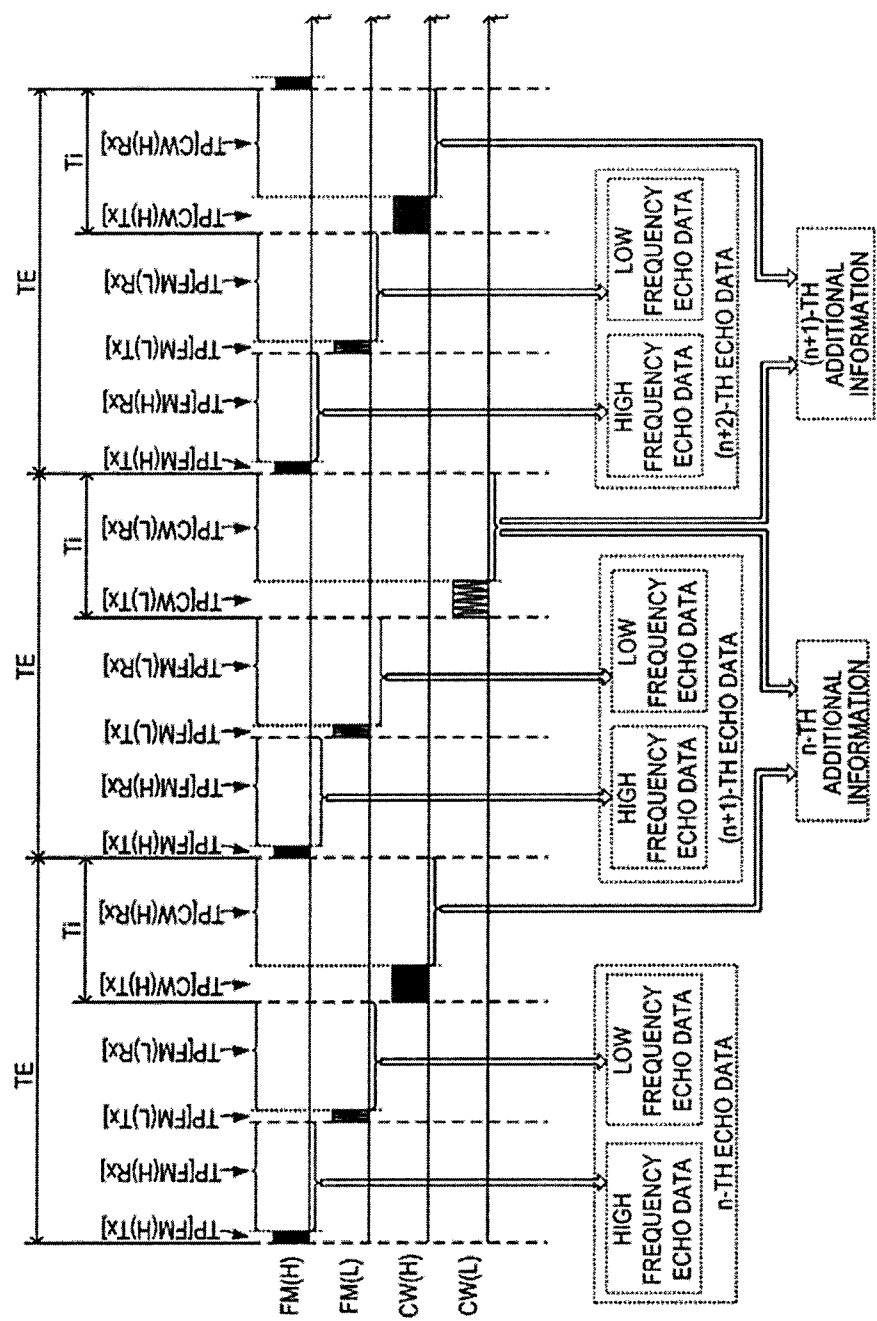 TE
TE
TE
Ti
Ti
Ti
TP[FM(H)Tx]
TP[FM(H)Rx]
TP[FM(L)Tx]
TP[FM(L)Rx]
TP[CW(H)Tx]
TP[CW(H)Rx]
TP[FM(H)Tx]
TP[FM(H)Rx]
TP[FM(L)Tx]
TP[FM(L)Rx]
TP[CW(L)Tx]
TP[CW(L)Rx]
TP[FM(H)Tx]
TP[FM(H)Rx]
TP[FM(L)Tx]
TP[FM(L)Rx]
TP[CW(H)Tx]
TP[CW(H)Rx]
FM(H)
t
FM(L)
t
CW(H)
t
CW(L)
t
HIGH
FREQUENCY
ECHO DATA
LOW
FREQUENCY
ECHO DATA
n-TH ECHO DATA
HIGH
FREQUENCY
ECHO DATA
LOW
FREQUENCY
ECHO DATA
(n+1)-TH ECHO DATA
HIGH
FREQUENCY
ECHO DATA
LOW
FREQUENCY
ECHO DATA
(n+2)-TH ECHO DATA
n-TH
ADDITIONAL
INFORMATION
(n+1)-TH
ADDITIONAL
INFORMATION